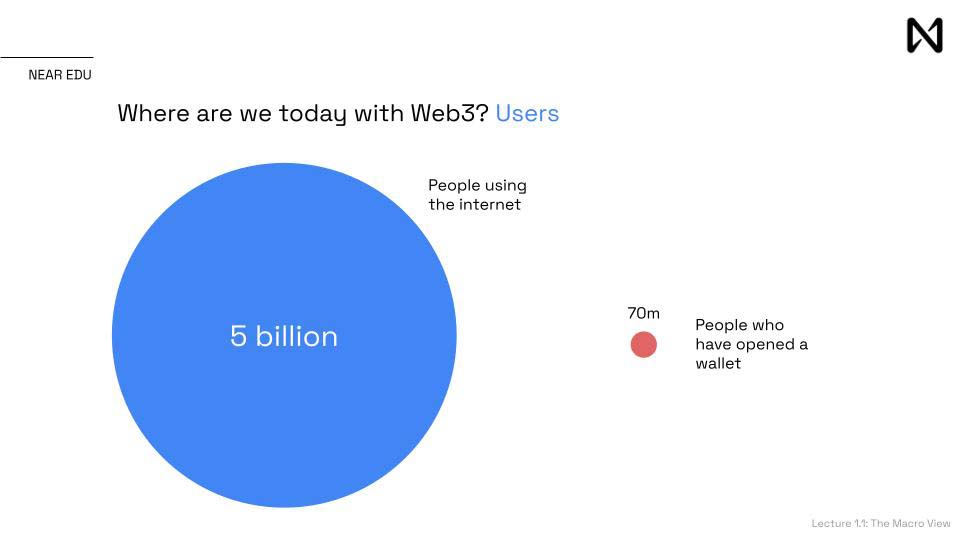 NEAR EDU
Where are we today with Web3? Users
People using
the internet
5 billion
70m
People who
have opened a
wallet
Lecture 1.1: The Macro View